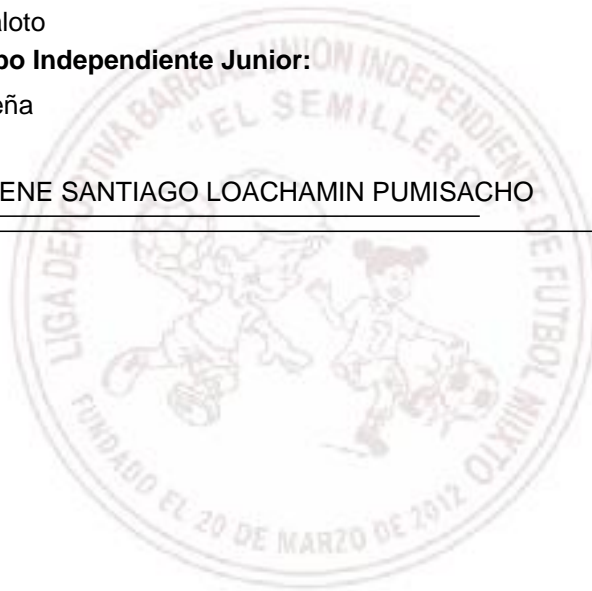 aloto
po Independiente Junior:
eña
ENE SANTIAGO LOACHAMIN PUMISACHO
LIGA DEPORTIVA BARRIAL UNION INDEPENDIENTE DE FUTBOL MIIXTO
"EL SEMILLERO"
FUNDADO EL 20 DE MARZO DE 2012